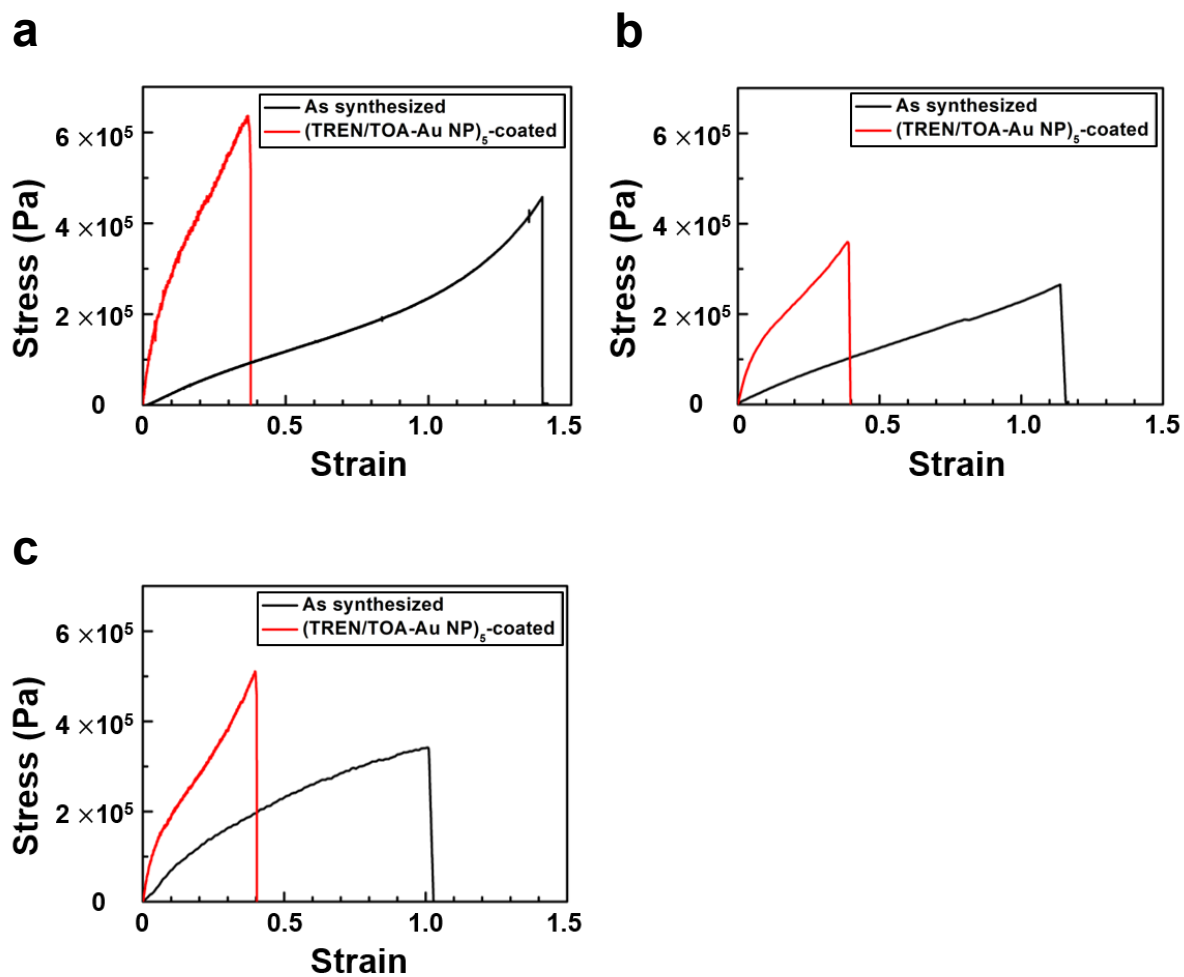 a
As synthesized
(TREN/TOA-Au NP)₅-coated
6 ×10⁵
4 ×10⁵
2 ×10⁵
0
Stress (Pa)
0
0.5
1.0
1.5
Strain
b
As synthesized
(TREN/TOA-Au NP)₅-coated
6 ×10⁵
4 ×10⁵
2 ×10⁵
0
Stress (Pa)
0
0.5
1.0
1.5
Strain
c
As synthesized
(TREN/TOA-Au NP)₅-coated
6 ×10⁵
4 ×10⁵
2 ×10⁵
0
Stress (Pa)
0
0.5
1.0
1.5
Strain